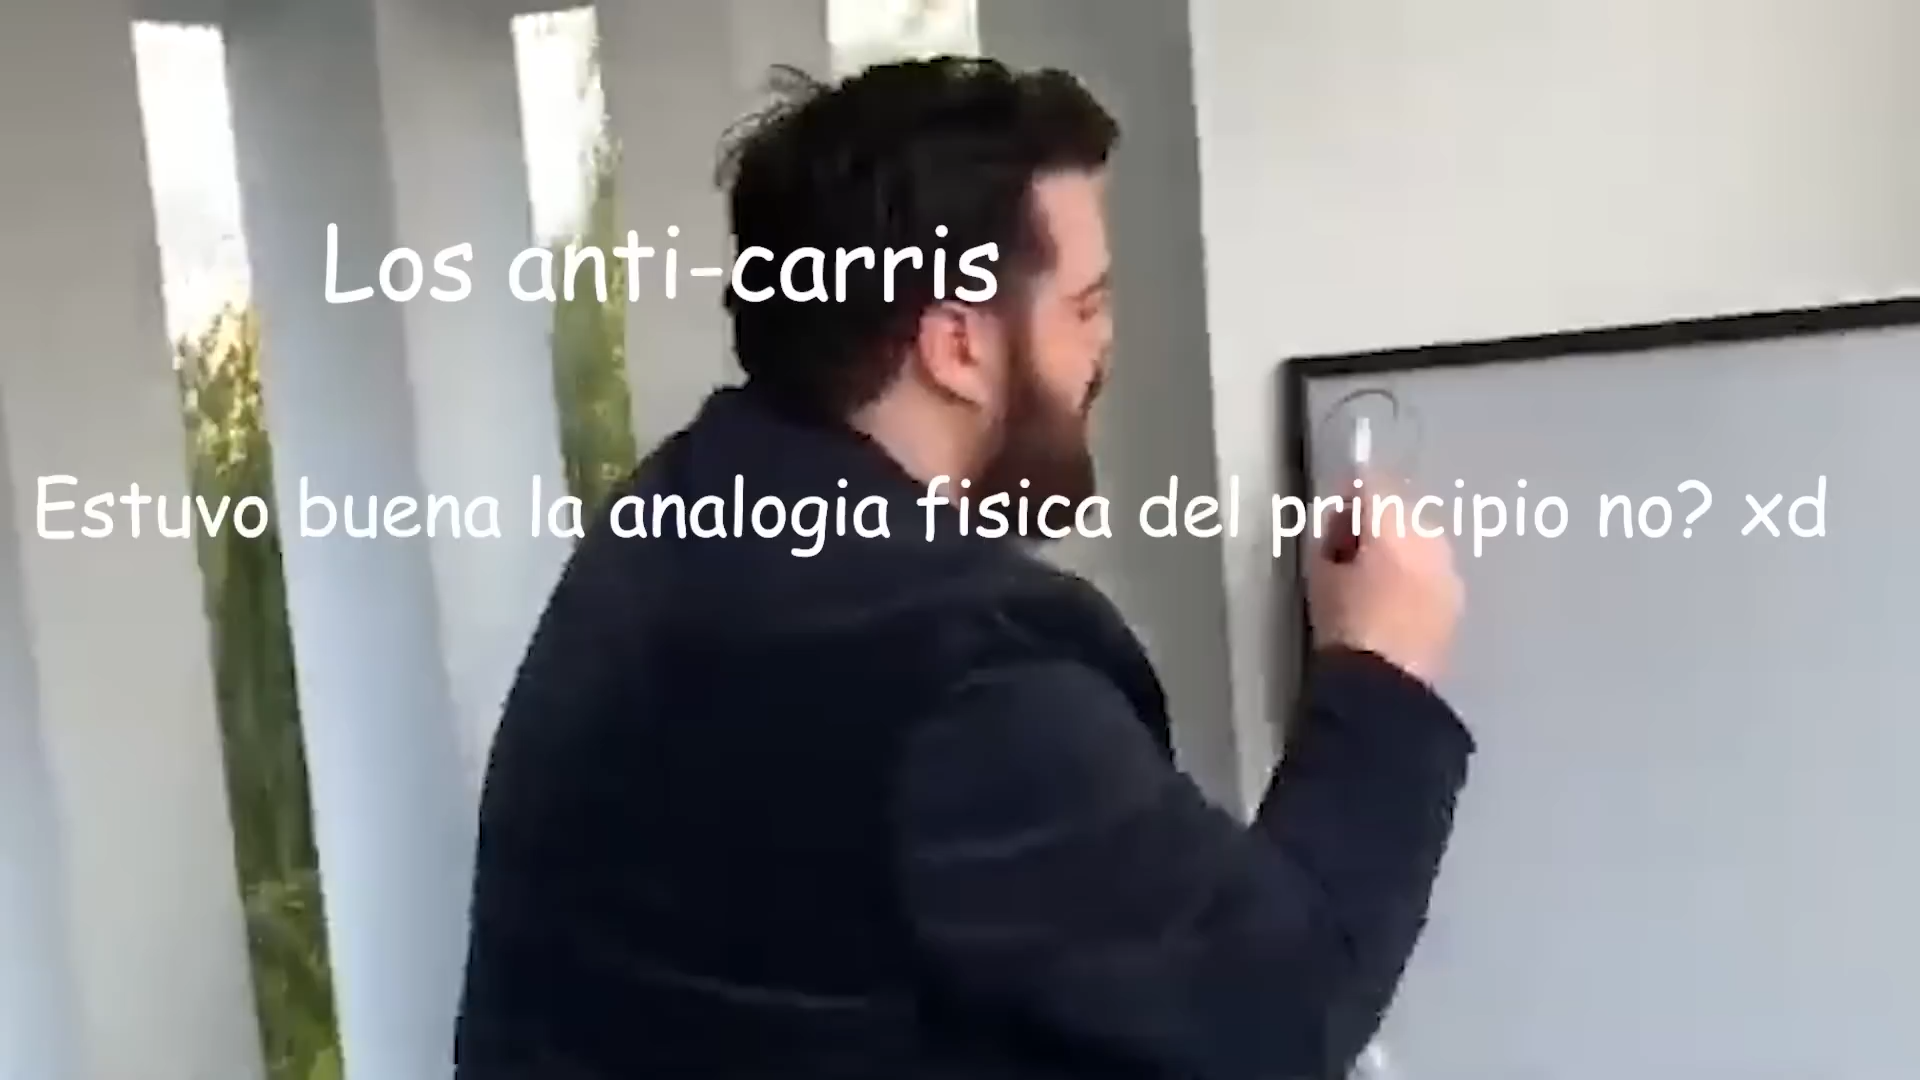 Los anti-carris
Estuvo buena la analogia fisica del principio no? xd